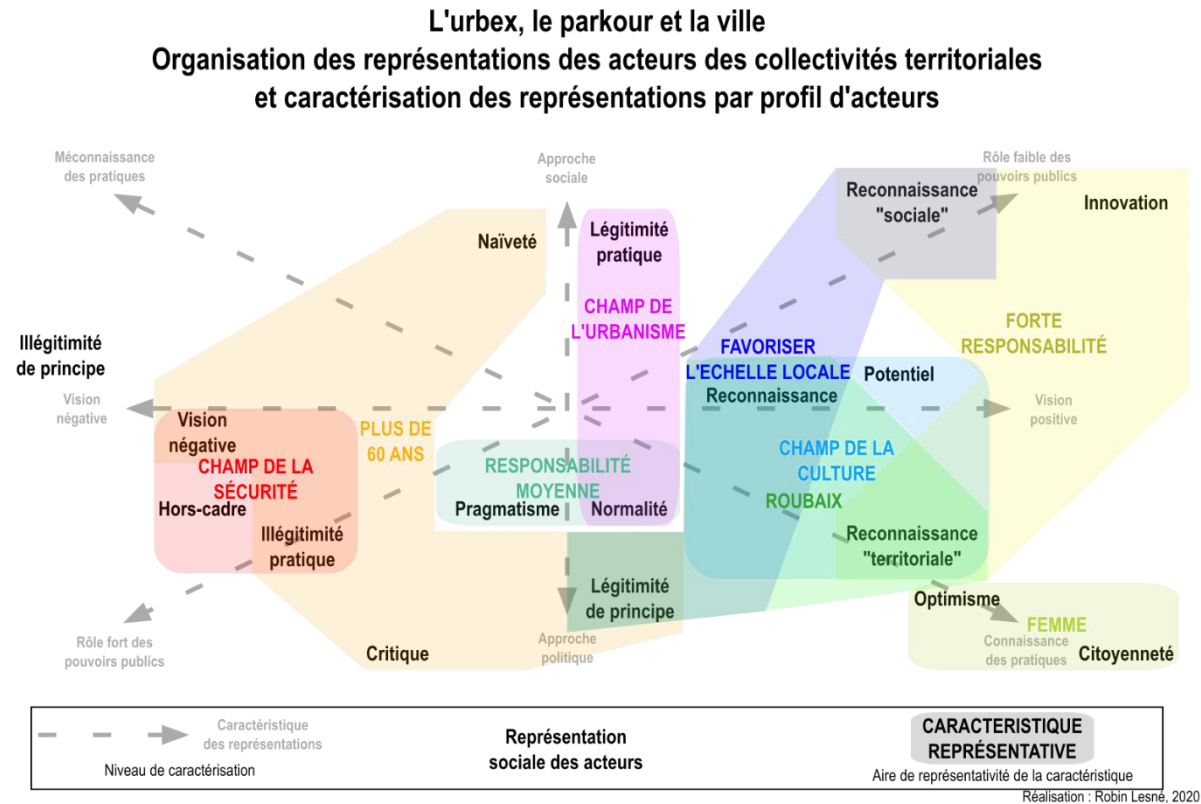 L'urbex, le parkour et la ville
Organisation des représentations des acteurs des collectivités territoriales
et caractérisation des représentations par profil d'acteurs
Méconnaissance
des pratiques
Approche
sociale
Rôle faible des
pouvoirs publics
Reconnaissance
"sociale"
Innovation
Naïveté
Légitimité
pratique
CHAMP DE
L'URBANISME
Illégitimité
de principe
FORTE
RESPONSABILITÉ
FAVORISER
L'ECHELLE LOCALE
Potentiel
Reconnaissance
Vision
négative
Vision
positive
Vision
négative
PLUS DE
60 ANS
CHAMP DE LA
SÉCURITÉ
RESPONSABILITÉ
MOYENNE
CHAMP DE LA
CULTURE
ROUBAIX
Hors-cadre
Pragmatisme
Normalité
Illégitimité
pratique
Reconnaissance
"territoriale"
Légitimité
de principe
Optimisme
FEMME
Rôle fort des
pouvoirs publics
Critique
Approche
politique
Connaissance
des pratiques
Citoyenneté
Caractéristique
des représentations
Niveau de caractérisation
Représentation
sociale des acteurs
CARACTERISTIQUE
REPRÉSENTATIVE
Aire de représentativité de la caractéristique
Réalisation : Robin Lesné, 2020